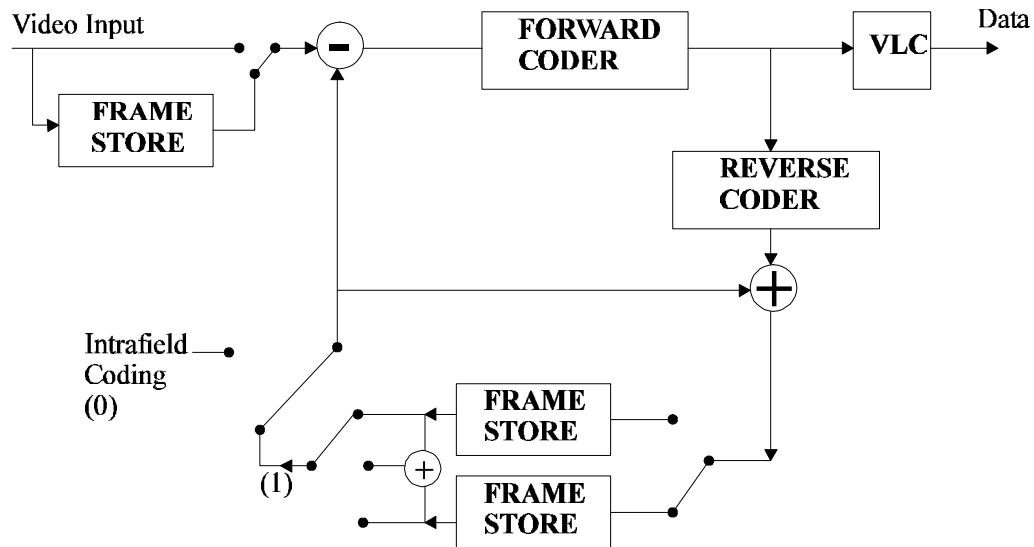 Video Input
FORWARD
CODER
VLC
Data
FRAME
STORE
REVERSE
CODER
Intrafield
Coding
(0)
(1)
FRAME
STORE
FRAME
STORE